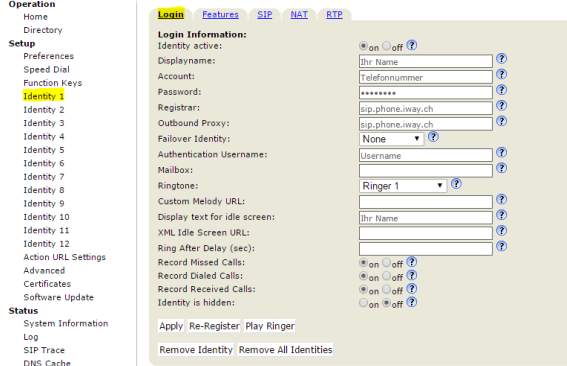 Operation
Home
Directory
Setup
Preferences
Speed Dial
Function Keys
Identity 1
Identity 2
Identity 3
Identity 4
Identity 5
Identity 6
Identity 7
Identity 8
Identity 9
Identity 10
Identity 11
Identity 12
Action URL Settings
Advanced
Certificates
Software Update
Status
System Information
Log
SIP Trace
DNS Cache
Login Features SIP NAT RTP
Login Information:
Identity active: on off ?
Displayname: Ihr Name ?
Account: Telefonnummer ?
Password: •••••••• ?
Registrar: sip.phone.iway.ch ?
Outbound Proxy: sip.phone.iway.ch ?
Failover Identity: None ?
Authentication Username: Username ?
Mailbox: ?
Ringtone: Ringer 1 ?
Custom Melody URL: ?
Display text for idle screen: Ihr Name ?
XML Idle Screen URL: ?
Ring After Delay (sec): ?
Record Missed Calls: on off ?
Record Dialed Calls: on off ?
Record Received Calls: on off ?
Identity is hidden: on off ?
Apply Re-Register Play Ringer
Remove Identity Remove All Identities